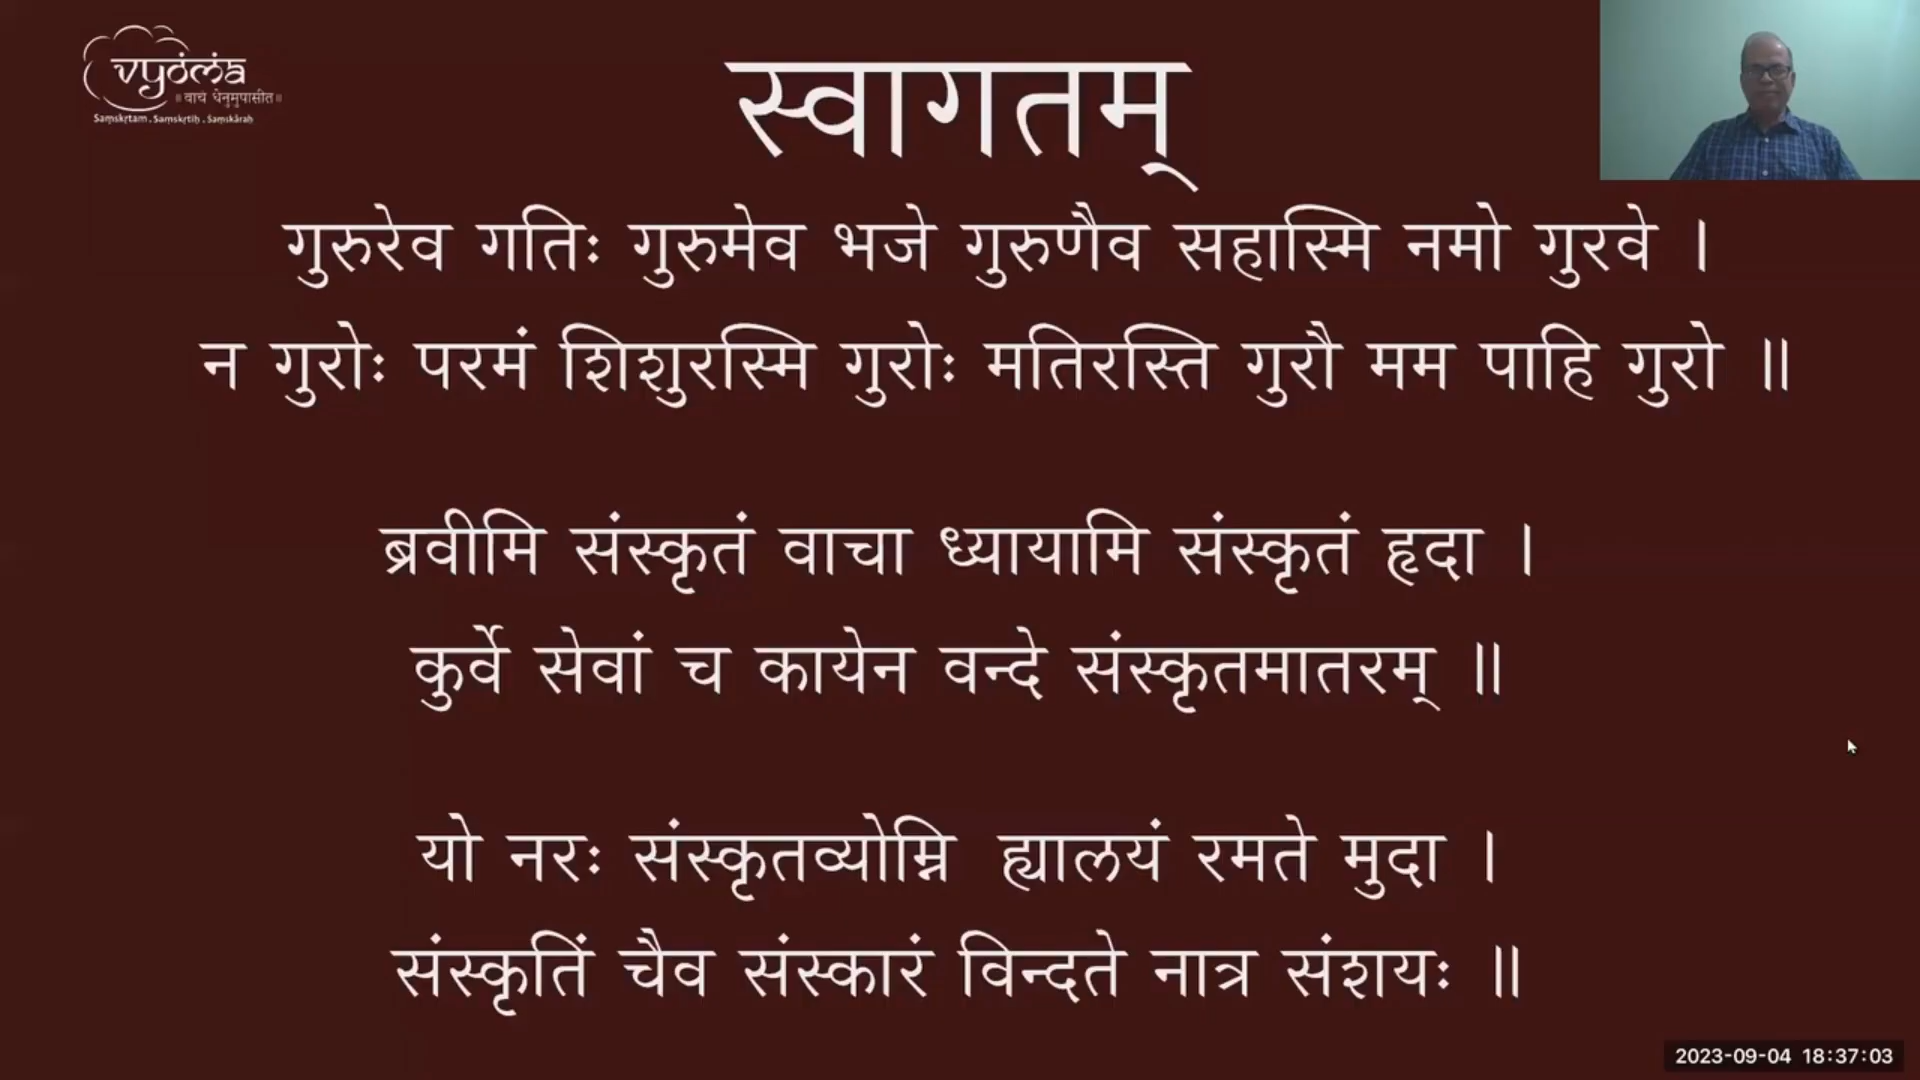 vyoma
॥ वाचं धेनुमुपासीत ॥
Saṃskṛtam . Saṃskṛtiḥ . Saṃskāraḥ
स्वागतम्
गुरुरेव गतिः गुरुमेव भजे गुरुणैव सहास्मि नमो गुरवे ।
न गुरोः परमं शिशुरस्मि गुरोः मतिरस्ति गुरौ मम पाहि गुरो ॥
ब्रवीमि संस्कृतं वाचा ध्यायामि संस्कृतं हृदा ।
कुर्वे सेवां च कायेन वन्दे संस्कृतमातरम् ॥
यो नरः संस्कृतव्योम्नि ह्यालयं रमते मुदा ।
संस्कृतिं चैव संस्कारं विन्दते नात्र संशयः ॥
2023-09-04 18:37:03